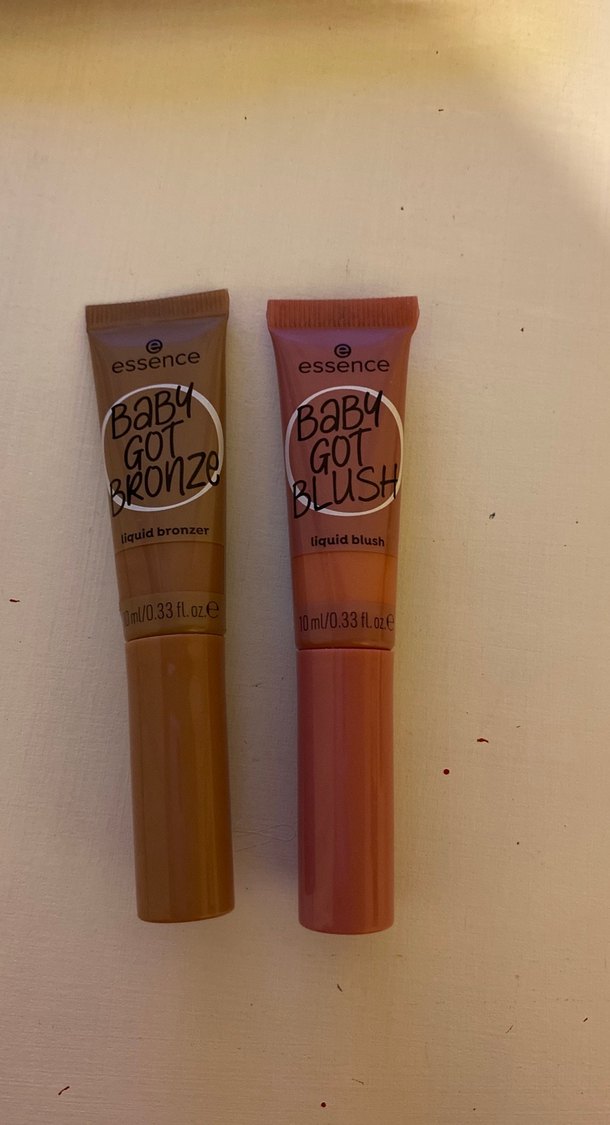 essence
BABY
GOT
BRONZE
liquid bronzer
10 ml/0.33 fl.oz.℮
essence
BABY
GOT
BLUSH
liquid blush
10 ml/0.33 fl.oz.℮